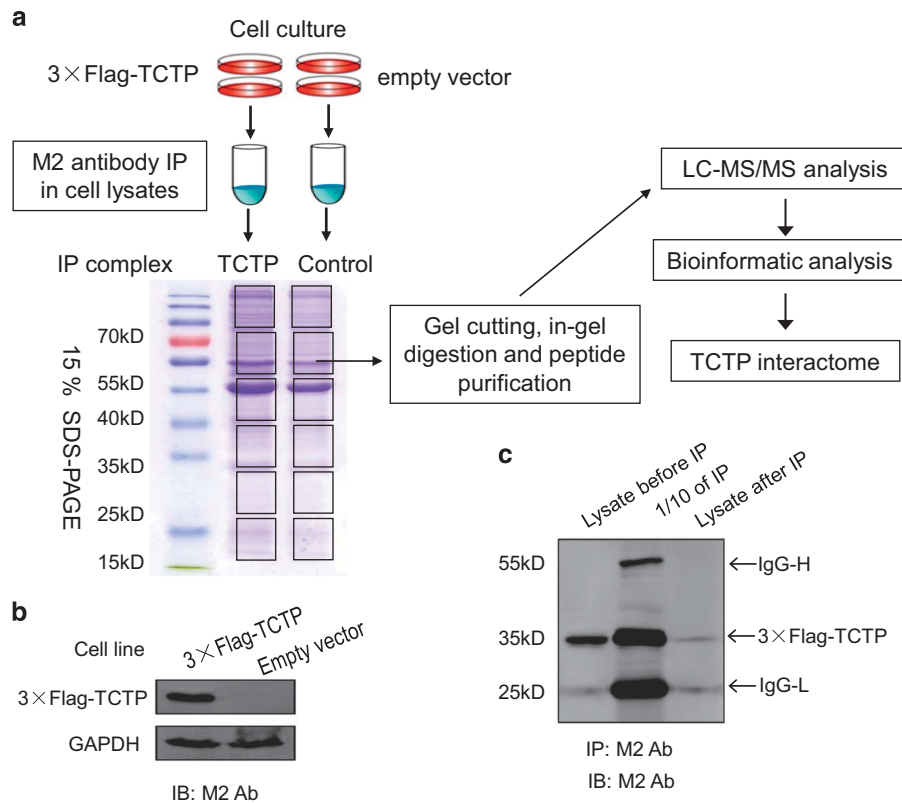 a
Cell culture
3×Flag-TCTP
empty vector
M2 antibody IP
in cell lysates
IP complex
TCTP
Control
70kD
55kD
40kD
35kD
25kD
15kD
15 % SDS-PAGE
Gel cutting, in-gel
digestion and peptide
purification
LC-MS/MS analysis
Bioinformatic analysis
TCTP interactome
b
Cell line
3×Flag-TCTP
Empty vector
3×Flag-TCTP
GAPDH
IB: M2 Ab
c
Lysate before IP
1/10 of IP
Lysate after IP
55kD
35kD
25kD
IgG-H
3×Flag-TCTP
IgG-L
IP: M2 Ab
IB: M2 Ab